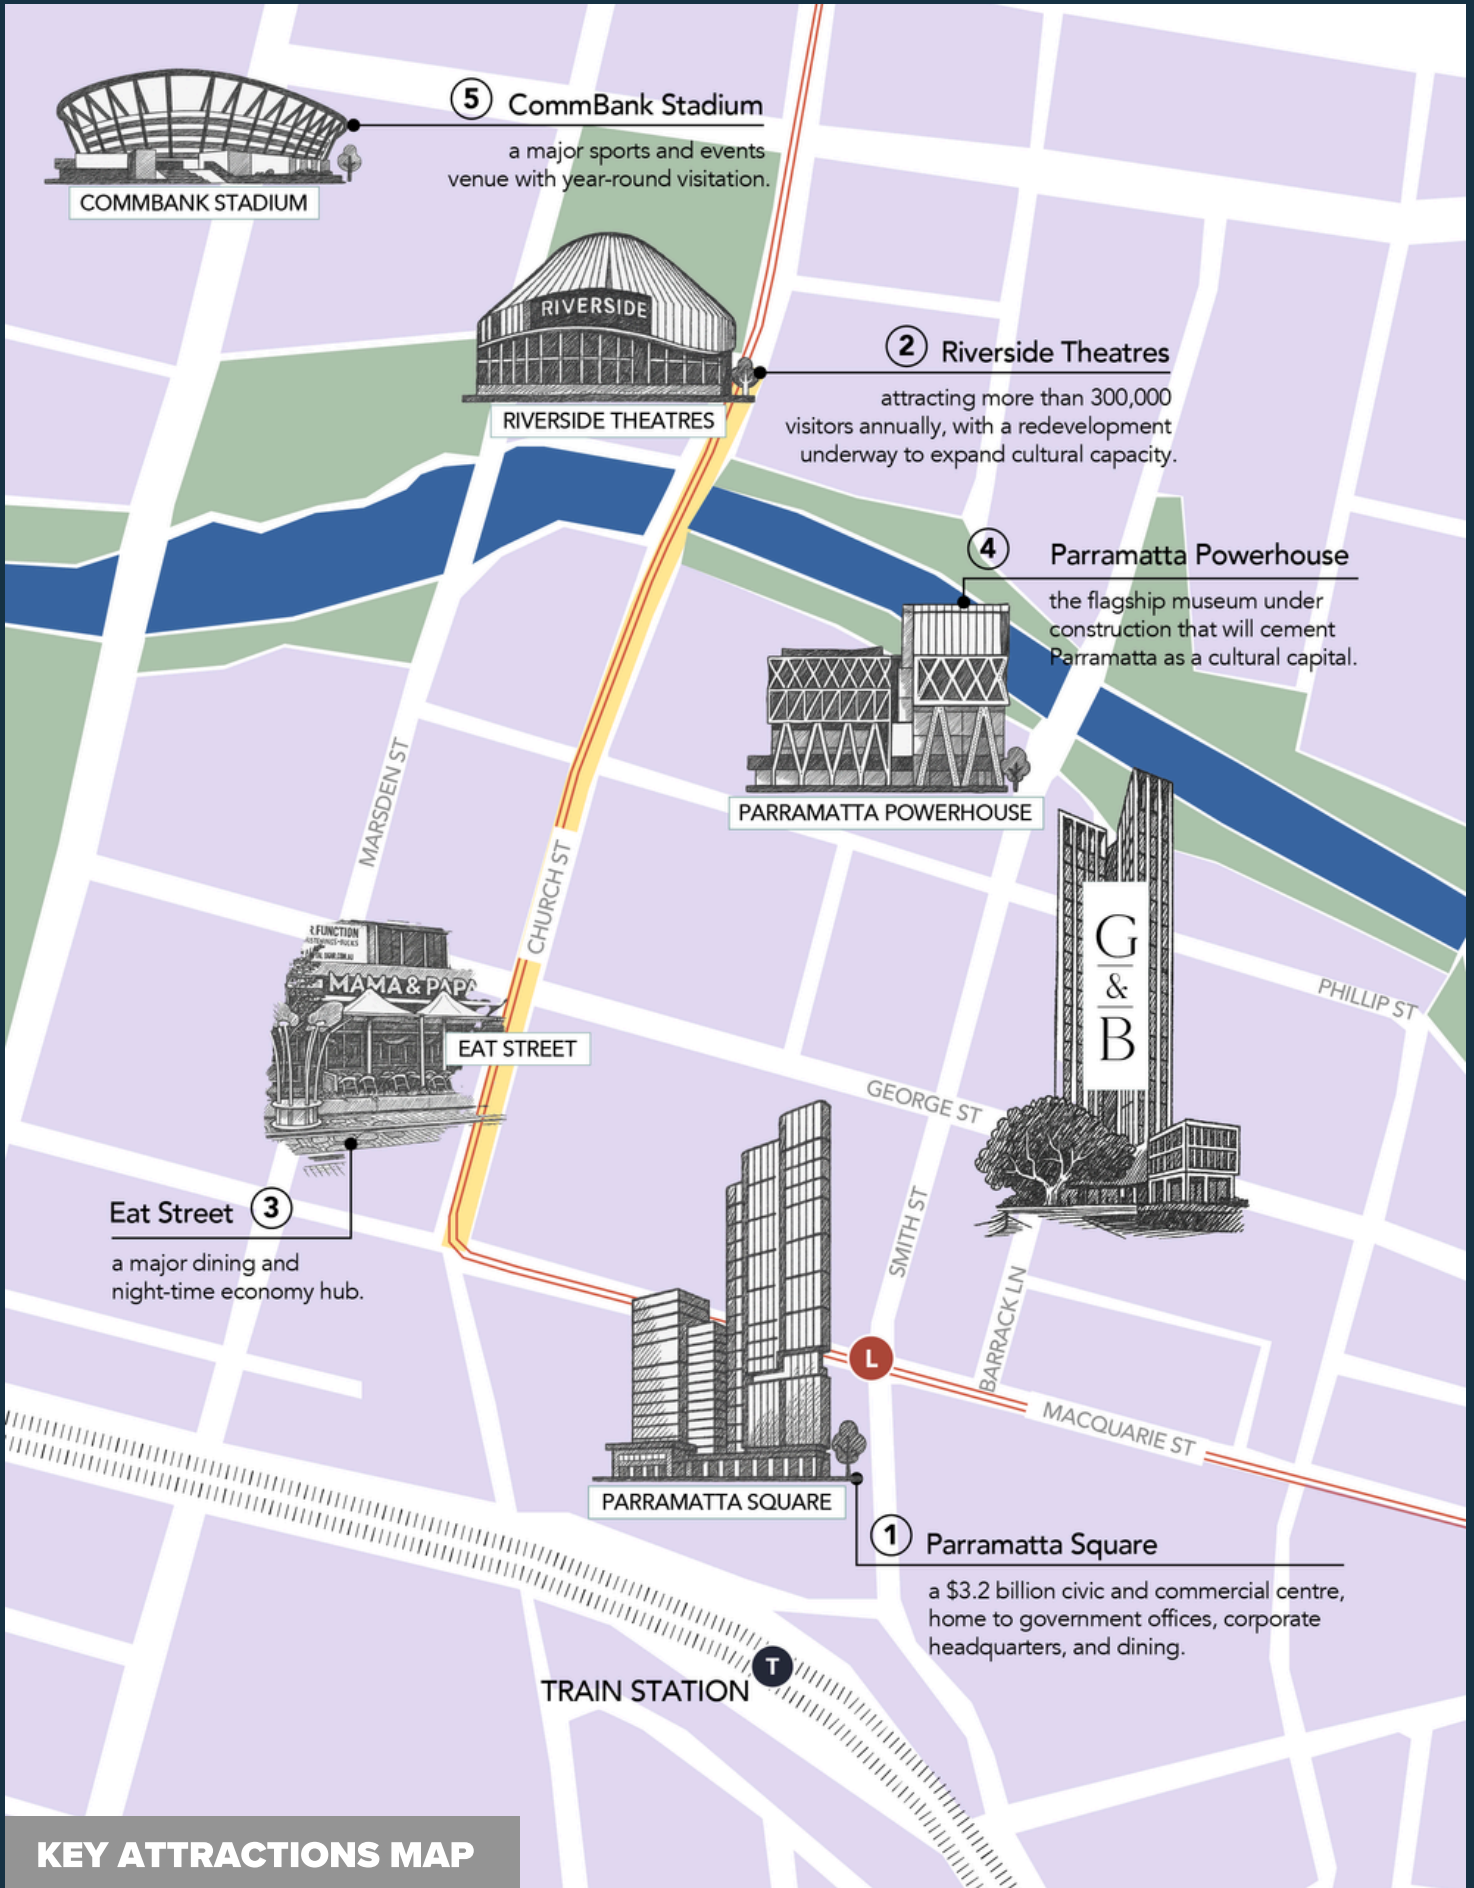 5 CommBank Stadium
a major sports and events
venue with year-round visitation.
COMMBANK STADIUM
RIVERSIDE
RIVERSIDE THEATRES
2 Riverside Theatres
attracting more than 300,000
visitors annually, with a redevelopment
underway to expand cultural capacity.
4 Parramatta Powerhouse
the flagship museum under
construction that will cement
Parramatta as a cultural capital.
PARRAMATTA POWERHOUSE
MARSDEN ST
CHURCH ST
FUNCTION
MAMA & PAPA
EAT STREET
G
&
B
PHILLIP ST
GEORGE ST
SMITH ST
BARRACK LN
Eat Street 3
a major dining and
night-time economy hub.
L
MACQUARIE ST
PARRAMATTA SQUARE
1 Parramatta Square
a $3.2 billion civic and commercial centre,
home to government offices, corporate
headquarters, and dining.
T
TRAIN STATION
KEY ATTRACTIONS MAP